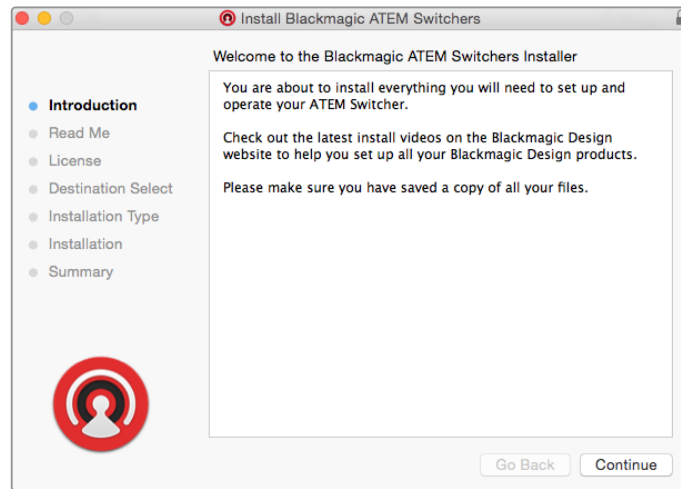 Install Blackmagic ATEM Switchers
Welcome to the Blackmagic ATEM Switchers Installer
Introduction
Read Me
License
Destination Select
Installation Type
Installation
Summary
You are about to install everything you will need to set up and
operate your ATEM Switcher.
Check out the latest install videos on the Blackmagic Design
website to help you set up all your Blackmagic Design products.
Please make sure you have saved a copy of all your files.
Go Back
Continue